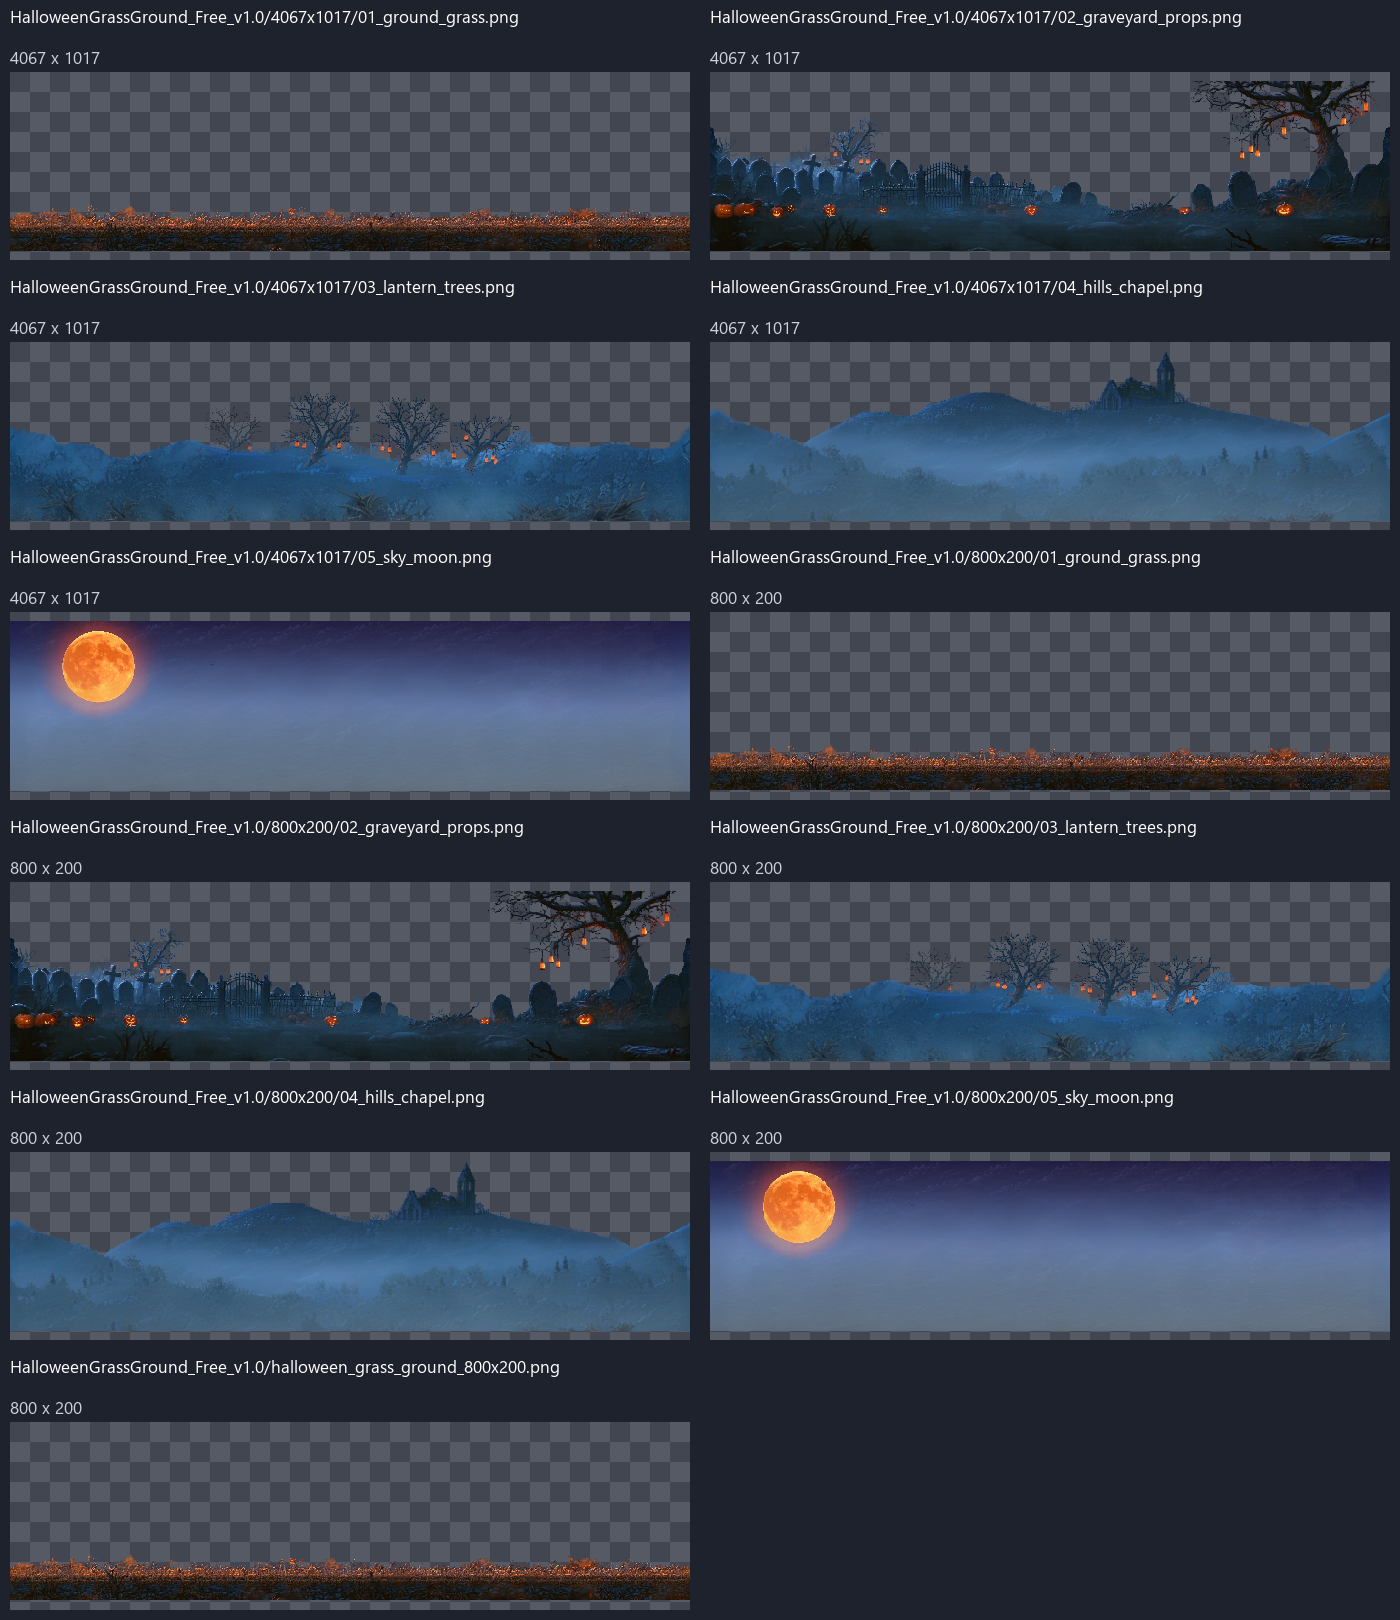 HalloweenGrassGround_Free_v1.0/4067x1017/01_ground_grass.png
4067 x 1017
HalloweenGrassGround_Free_v1.0/4067x1017/02_graveyard_props.png
4067 x 1017
HalloweenGrassGround_Free_v1.0/4067x1017/03_lantern_trees.png
4067 x 1017
HalloweenGrassGround_Free_v1.0/4067x1017/04_hills_chapel.png
4067 x 1017
HalloweenGrassGround_Free_v1.0/4067x1017/05_sky_moon.png
4067 x 1017
HalloweenGrassGround_Free_v1.0/800x200/01_ground_grass.png
800 x 200
HalloweenGrassGround_Free_v1.0/800x200/02_graveyard_props.png
800 x 200
HalloweenGrassGround_Free_v1.0/800x200/03_lantern_trees.png
800 x 200
HalloweenGrassGround_Free_v1.0/800x200/04_hills_chapel.png
800 x 200
HalloweenGrassGround_Free_v1.0/800x200/05_sky_moon.png
800 x 200
HalloweenGrassGround_Free_v1.0/halloween_grass_ground_800x200.png
800 x 200